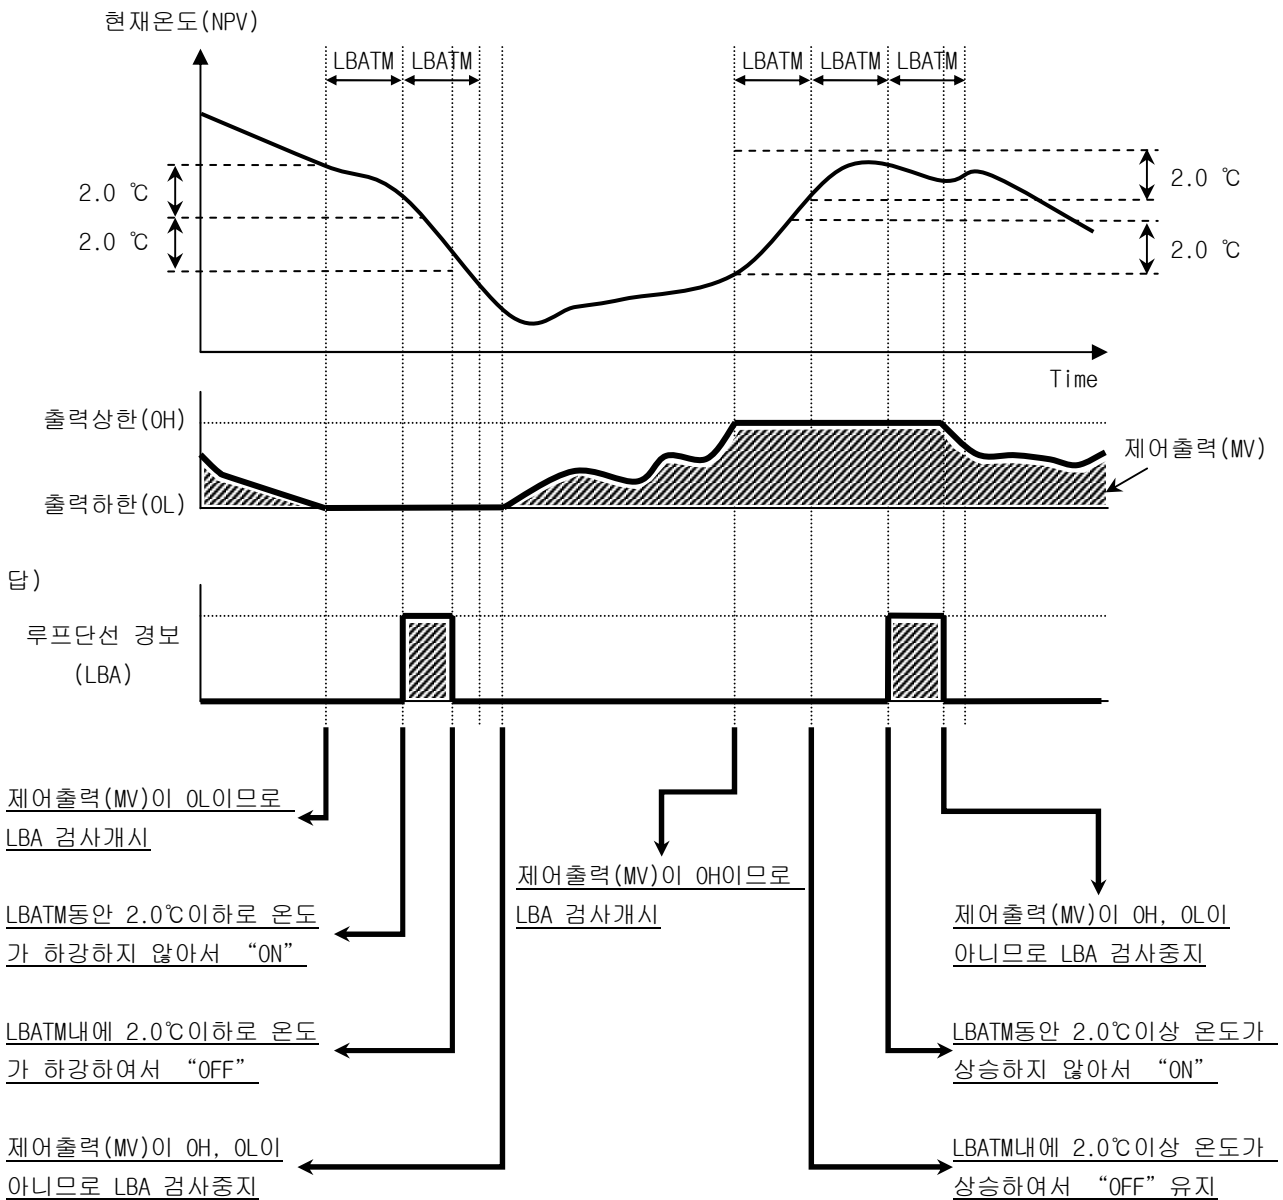 현재온도(NPV)
LBATM
LBATM
LBATM
LBATM
LBATM
2.0 ℃
2.0 ℃
2.0 ℃
2.0 ℃
Time
출력상한(OH)
제어출력(MV)
출력하한(OL)
답)
루프단선 경보
(LBA)
제어출력(MV)이 OL이므로
LBA 검사개시
LBATM동안 2.0℃이하로 온도
가 하강하지 않아서 “ON”
LBATM내에 2.0℃이하로 온도
가 하강하여서 “OFF”
제어출력(MV)이 OH, OL이
아니므로 LBA 검사중지
제어출력(MV)이 OH이므로
LBA 검사개시
제어출력(MV)이 OH, OL이
아니므로 LBA 검사중지
LBATM동안 2.0℃이상 온도가
상승하지 않아서 “ON”
LBATM내에 2.0℃이상 온도가
상승하여서 “OFF”유지